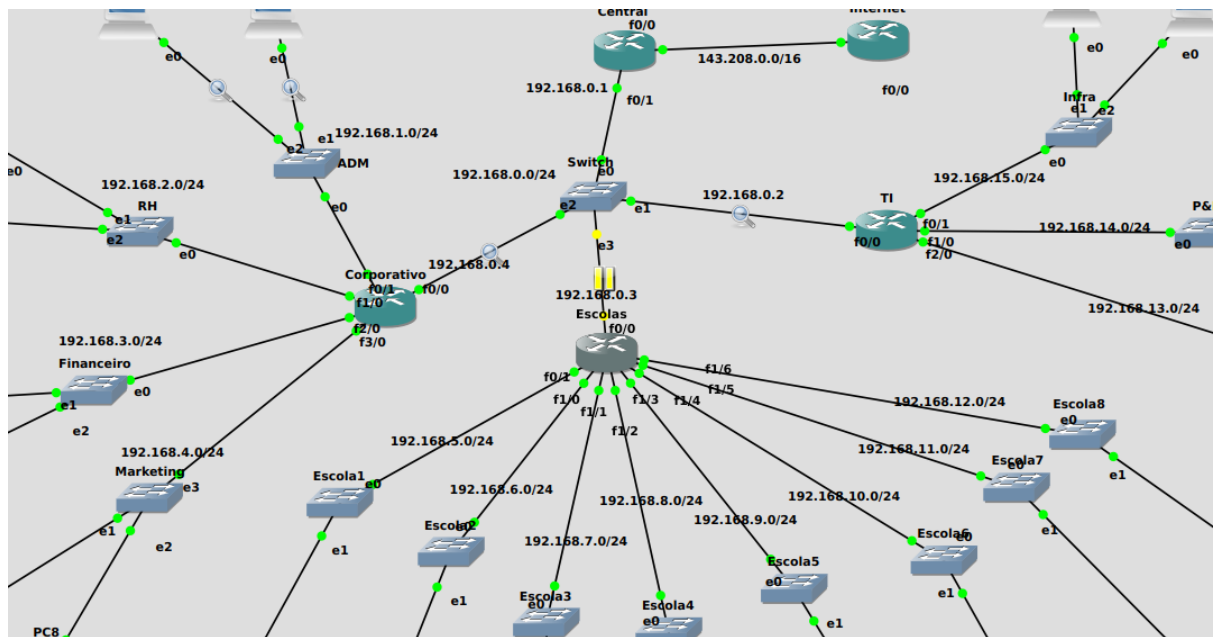 Central
f0/0
Internet
e0
e0
143.208.0.0/16
f0/0
192.168.0.1
f0/1
e0
e0
Infra
e1
e2
e0
192.168.1.0/24
e1
e2
ADM
e0
e0
192.168.2.0/24
RH
e1
e2
e0
192.168.0.0/24
Switch
e0
e2
e1
e3
192.168.0.2
TI
f0/0
f0/1
f1/0
f2/0
192.168.15.0/24
192.168.14.0/24
P&
e0
192.168.13.0/24
192.168.0.4
Corporativo
f0/1
f0/0
f1/0
f2/0
f3/0
192.168.0.3
Escolas
f0/0
f0/1
f1/0
f1/1
f1/2
f1/3
f1/4
f1/5
f1/6
192.168.3.0/24
Financeiro
e0
e1
e2
192.168.4.0/24
Marketing
e3
e1
e2
PC8
192.168.5.0/24
Escola1
e0
e1
192.168.6.0/24
Escola2
e0
e1
192.168.7.0/24
Escola3
e0
192.168.8.0/24
Escola4
e0
192.168.9.0/24
Escola5
e0
e1
192.168.10.0/24
Escola6
e0
e1
192.168.11.0/24
Escola7
e0
e1
192.168.12.0/24
Escola8
e0
e1